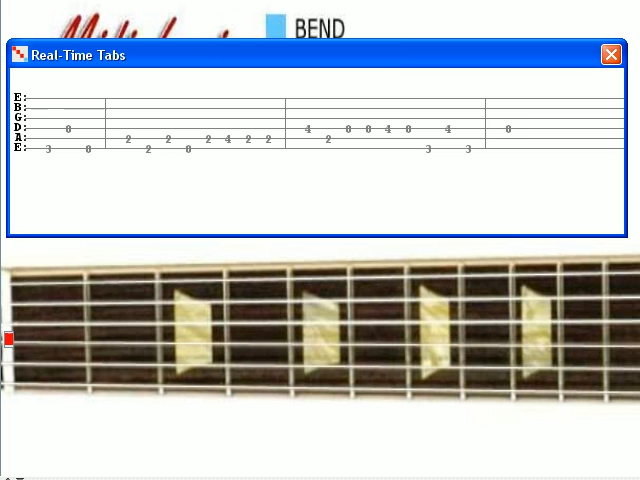 BEND
Real-Time Tabs
E:
B:
G:
D: 0 4 0 0 4 0 4 0
A: 2 2 2 4 2 2 2
E: 3 0 2 0 3 3